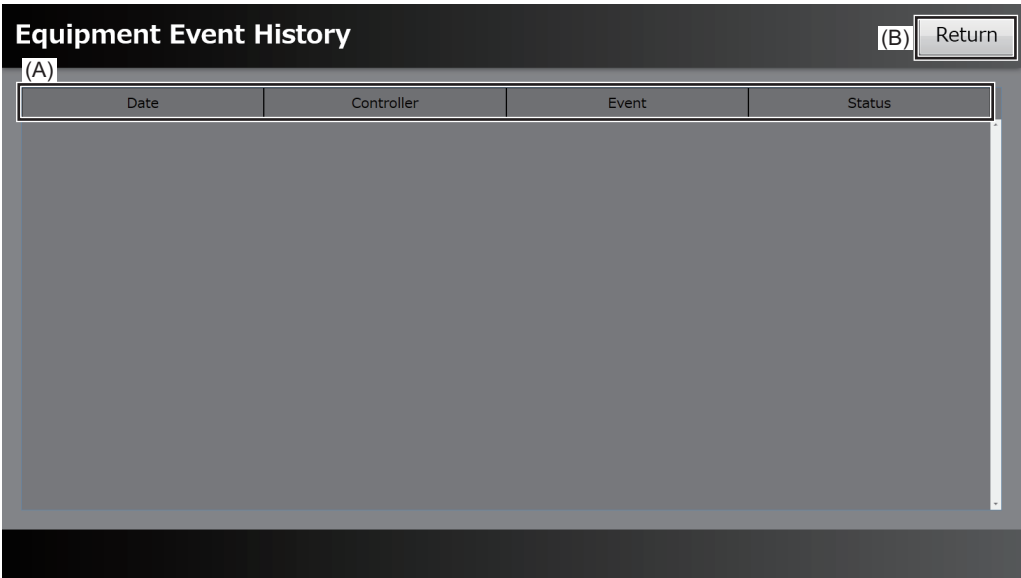 Equipment Event History
(B) Return
(A)
Date Controller Event Status